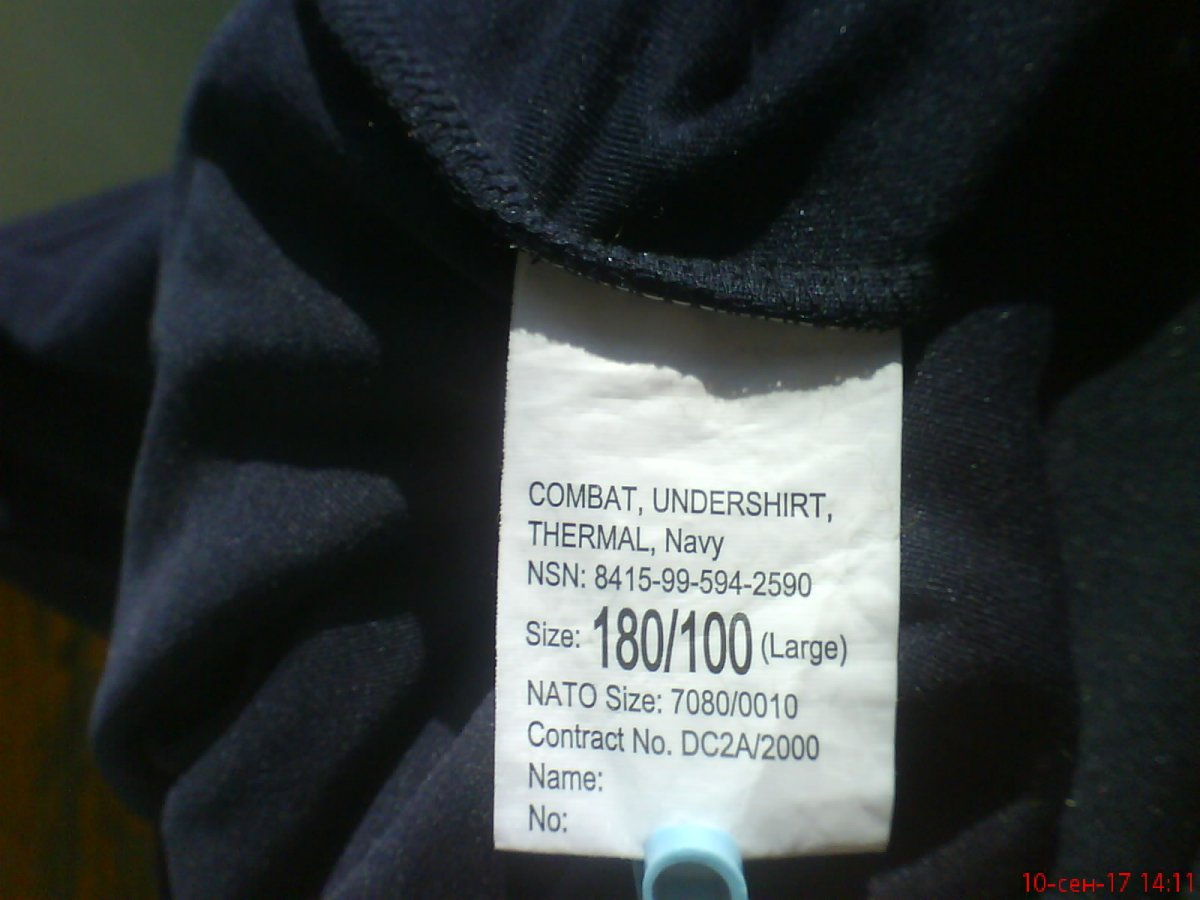 COMBAT, UNDERSHIRT,
THERMAL, Navy
NSN: 8415-99-594-2590
Size: 180/100 (Large)
NATO Size: 7080/0010
Contract No. DC2A/2000
Name:
No:
10-сен-17 14:11